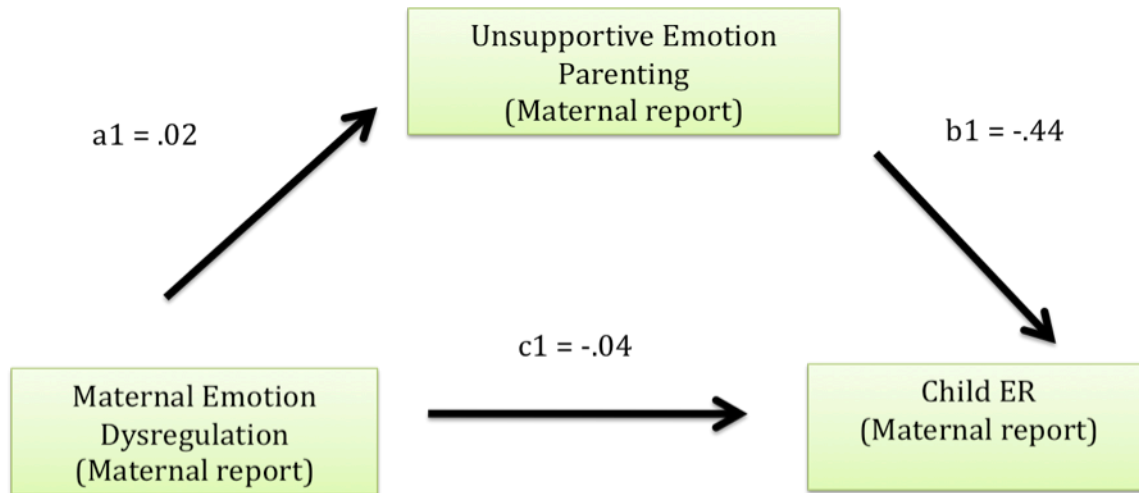 Unsupportive Emotion
Parenting
(Maternal report)
a1 = .02
b1 = -.44
c1 = -.04
Maternal Emotion
Dysregulation
(Maternal report)
Child ER
(Maternal report)